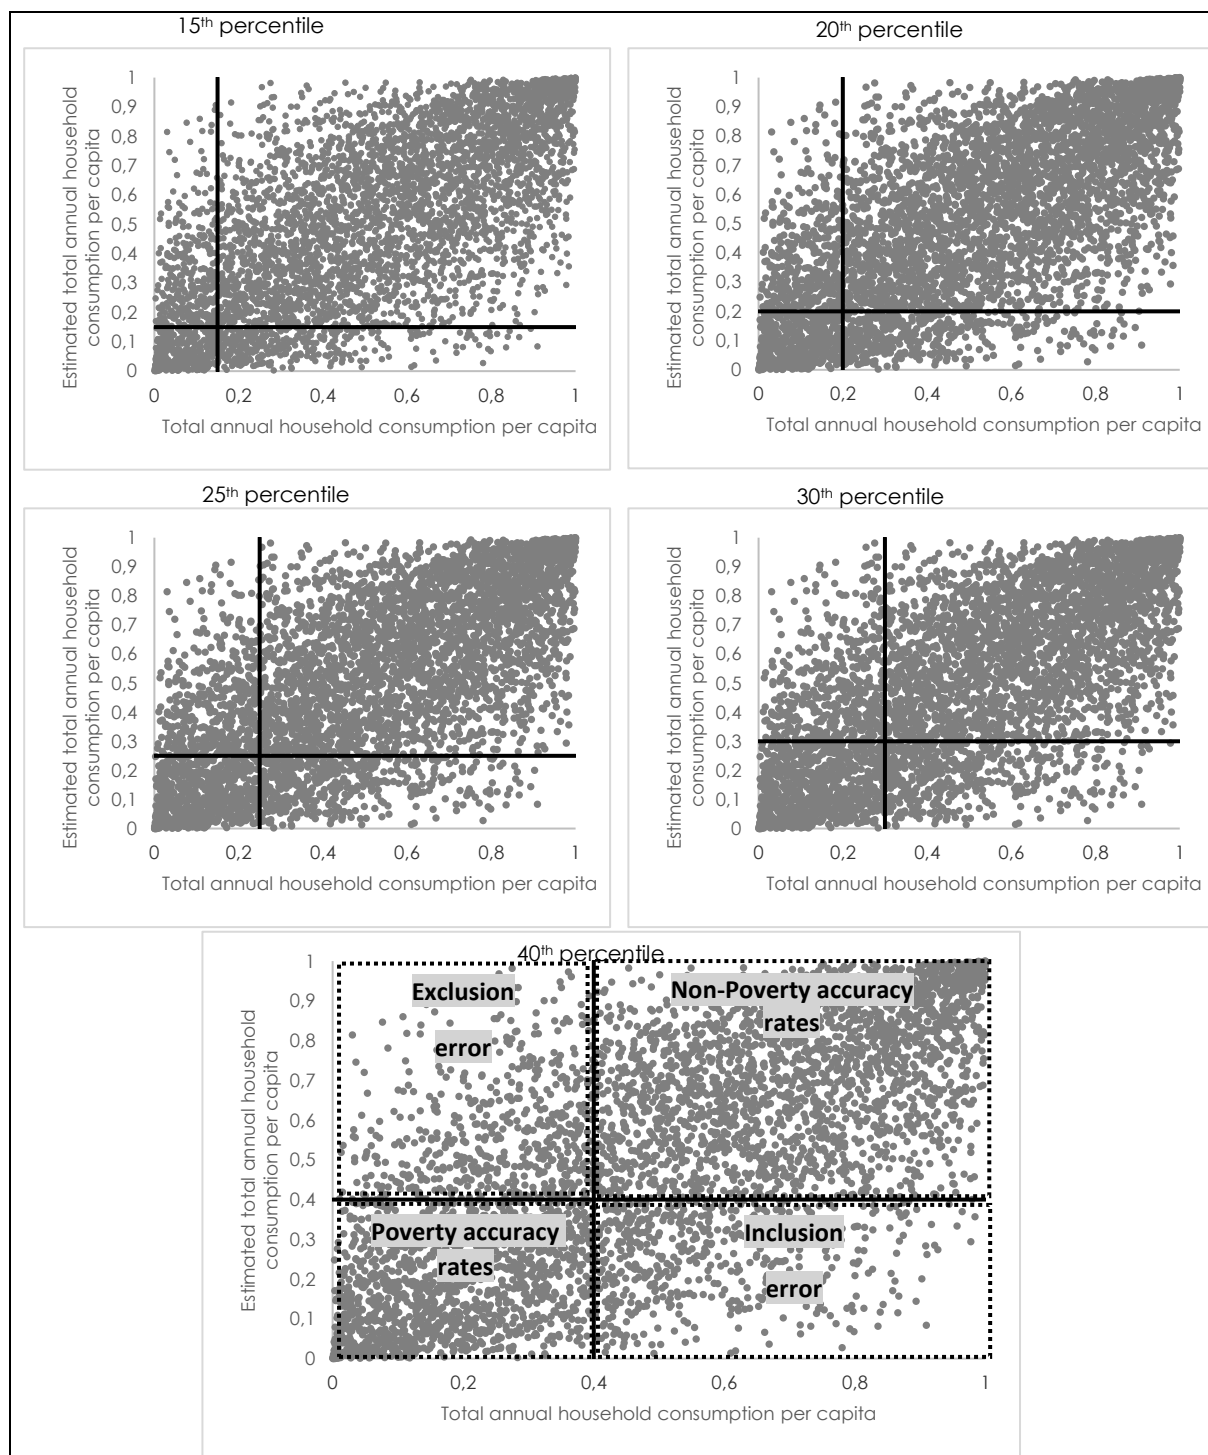 15th percentile
Estimated total annual household
consumption per capita
1
0,9
0,8
0,7
0,6
0,5
0,4
0,3
0,2
0,1
0
0 0,2 0,4 0,6 0,8 1
Total annual household consumption per capita
20th percentile
Estimated total annual household
consumption per capita
1
0,9
0,8
0,7
0,6
0,5
0,4
0,3
0,2
0,1
0
0 0,2 0,4 0,6 0,8 1
Total annual household consumption per capita
25th percentile
Estimated total annual household
consumption per capita
1
0,9
0,8
0,7
0,6
0,5
0,4
0,3
0,2
0,1
0
0 0,2 0,4 0,6 0,8 1
Total annual household consumption per capita
30th percentile
Estimated total annual household
consumption per capita
1
0,9
0,8
0,7
0,6
0,5
0,4
0,3
0,2
0,1
0
0 0,2 0,4 0,6 0,8 1
Total annual household consumption per capita
40th percentile
Estimated total annual household
consumption per capita
1
0,9
0,8
0,7
0,6
0,5
0,4
0,3
0,2
0,1
0
Exclusion
error
Non-Poverty accuracy
rates
Poverty accuracy
rates
Inclusion
error
0 0,2 0,4 0,6 0,8 1
Total annual household consumption per capita